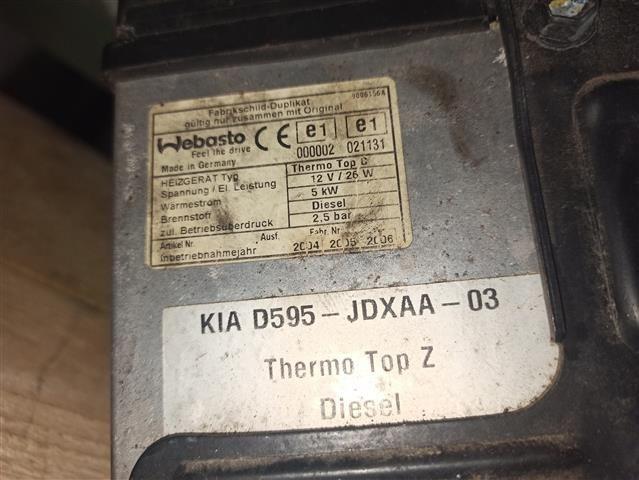 Fabrikschild-Duplikat 9006156A
gültig nur zusammen mit Original
Webasto CE e1 e1
Feel the drive 000002 021131
Made in Germany
HEIZGERÄT Typ Thermo Top C
Spannung / El. Leistung 12 V / 26 W
Wärmestrom 5 kW
Brennstoff Diesel
zul. Betriebsüberdruck 2,5 bar
Artikel Nr. Ausf. Fabr. Nr.
Inbetriebnahmejahr 2004 2005 2006
KIA D595-JDXAA-03
Thermo Top Z
Diesel